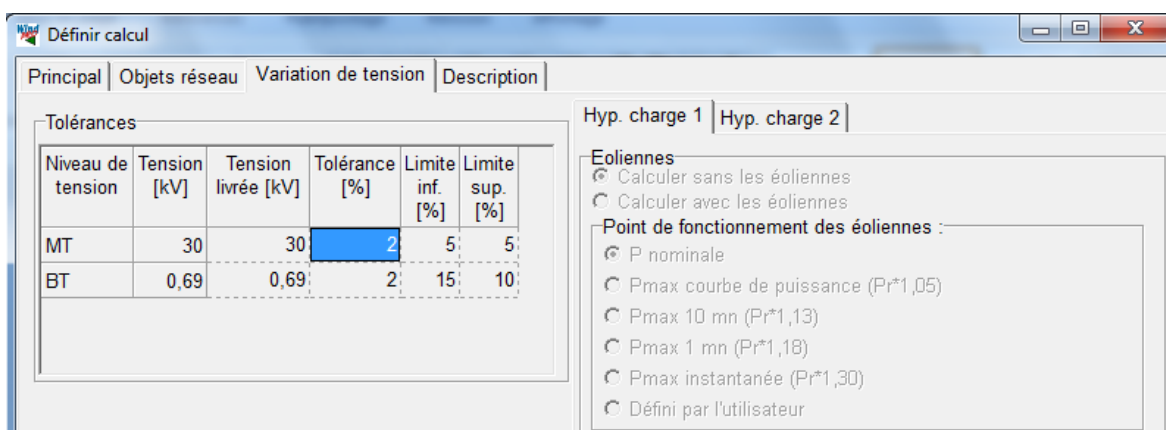 Définir calcul
Principal Objets réseau Variation de tension Description
Tolérances
Niveau de tension Tension [kV] Tension livrée [kV] Tolérance [%] Limite inf. [%] Limite sup. [%]
MT 30 30 2 5 5
BT 0,69 0,69 2 15 10
Hyp. charge 1 Hyp. charge 2
Eoliennes
Calculer sans les éoliennes
Calculer avec les éoliennes
Point de fonctionnement des éoliennes :
P nominale
Pmax courbe de puissance (Pr*1,05)
Pmax 10 mn (Pr*1,13)
Pmax 1 mn (Pr*1,18)
Pmax instantanée (Pr*1,30)
Défini par l'utilisateur